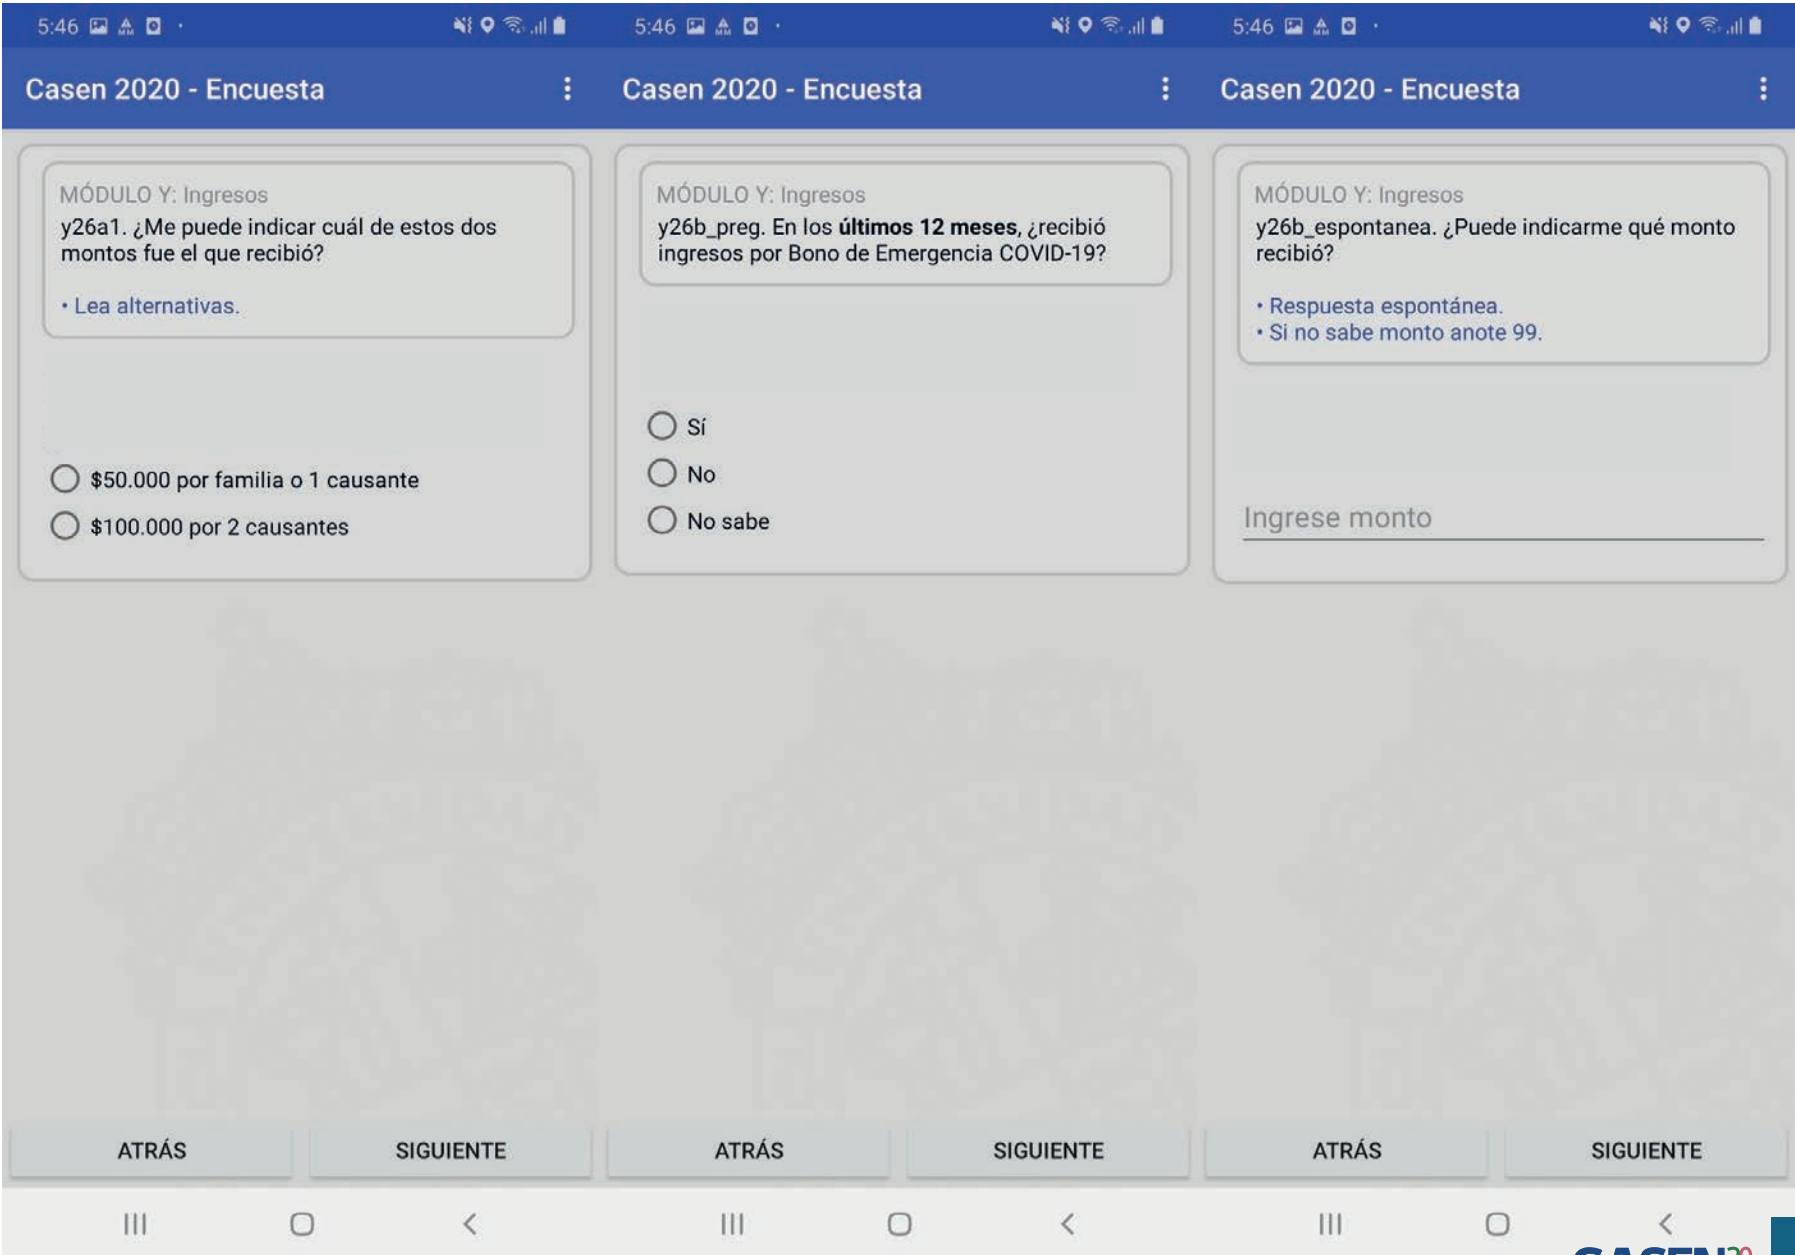 5:46
Casen 2020 - Encuesta
MÓDULO Y: Ingresos
y26a1. ¿Me puede indicar cuál de estos dos
montos fue el que recibió?
• Lea alternativas.
$50.000 por familia o 1 causante
$100.000 por 2 causantes
ATRÁS
SIGUIENTE
5:46
Casen 2020 - Encuesta
MÓDULO Y: Ingresos
y26b_preg. En los últimos 12 meses, ¿recibió
ingresos por Bono de Emergencia COVID-19?
Sí
No
No sabe
ATRÁS
SIGUIENTE
5:46
Casen 2020 - Encuesta
MÓDULO Y: Ingresos
y26b_espontanea. ¿Puede indicarme qué monto
recibió?
• Respuesta espontánea.
• Si no sabe monto anote 99.
Ingrese monto
ATRÁS
SIGUIENTE
CASEN20